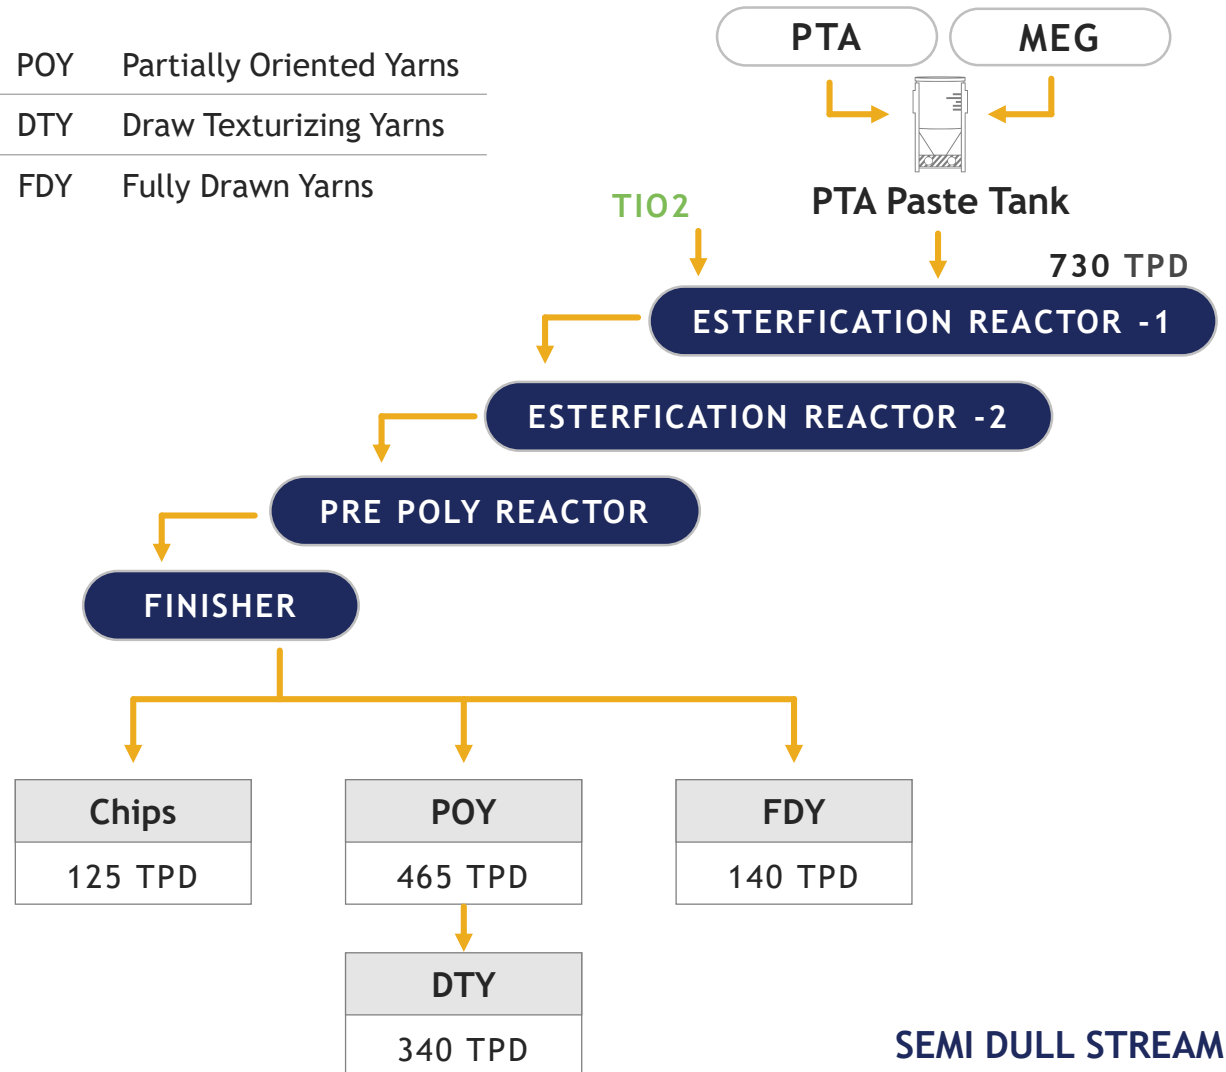 POY Partially Oriented Yarns
DTY Draw Texturizing Yarns
FDY Fully Drawn Yarns
PTA
MEG
PTA Paste Tank
TIO2
730 TPD
ESTERFICATION REACTOR -1
ESTERFICATION REACTOR -2
PRE POLY REACTOR
FINISHER
Chips
125 TPD
POY
465 TPD
FDY
140 TPD
DTY
340 TPD
SEMI DULL STREAM